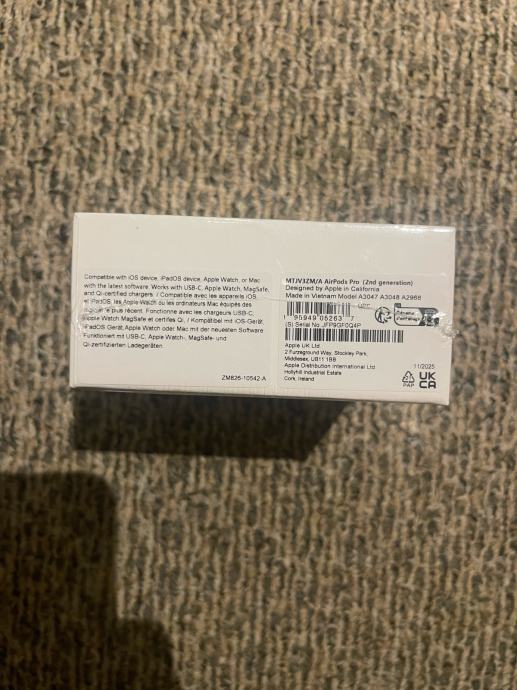 Compatible with iOS device, iPadOS device, Apple Watch, or Mac
with the latest software. Works with USB-C, Apple Watch, MagSafe,
and Qi-certified chargers. / Compatible avec les appareils iOS
et iPadOS, les Apple Watch ou les ordinateurs Mac équipés des
logiciels le plus récent. Fonctionne avec les chargeurs USB-C,
Apple Watch MagSafe et certifiés Qi. / Kompatibel mit iOS-Gerät,
iPadOS Gerät, Apple Watch oder Mac mit der neuesten Software
Funktioniert mit USB-C, Apple Watch-, MagSafe- und
Qi-zertifizierten Ladegeräten.
ZM826-10542-A
MTJV3ZM/A AirPods Pro (2nd generation)
Designed by Apple in California
Made in Vietnam Model A3047 A3048 A2968
1 95949 05263 7
(S) Serial No. JFP9GF0Q4P
Apple UK Ltd
2 Furzeground Way, Stockley Park,
Middlesex, UB11 1BB
Apple Distribution International Ltd
Hollyhill Industrial Estate
Cork, Ireland
11/2025
PAP
UK
CA